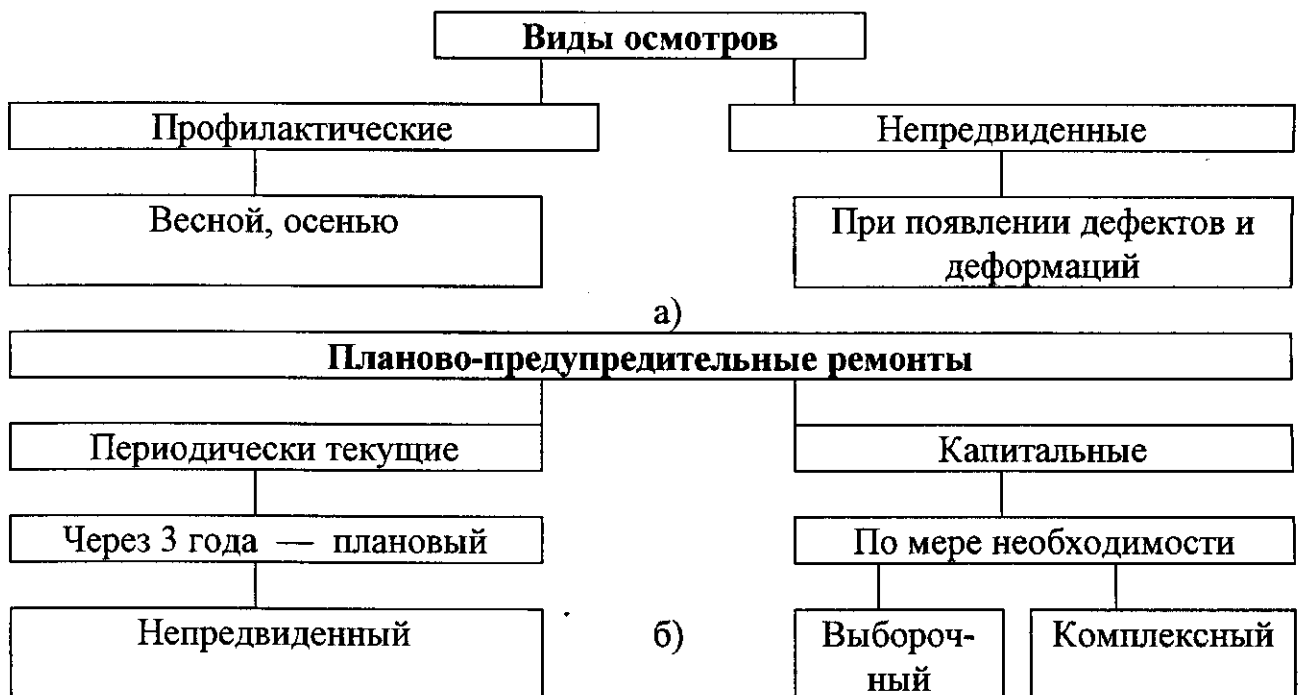 Виды осмотров
Профилактические
Непредвиденные
Весной, осенью
При появлении дефектов и
деформаций
а)
Планово-предупредительные ремонты
Периодически текущие
Капитальные
Через 3 года — плановый
По мере необходимости
Непредвиденный
б)
Выбороч-
ный
Комплексный